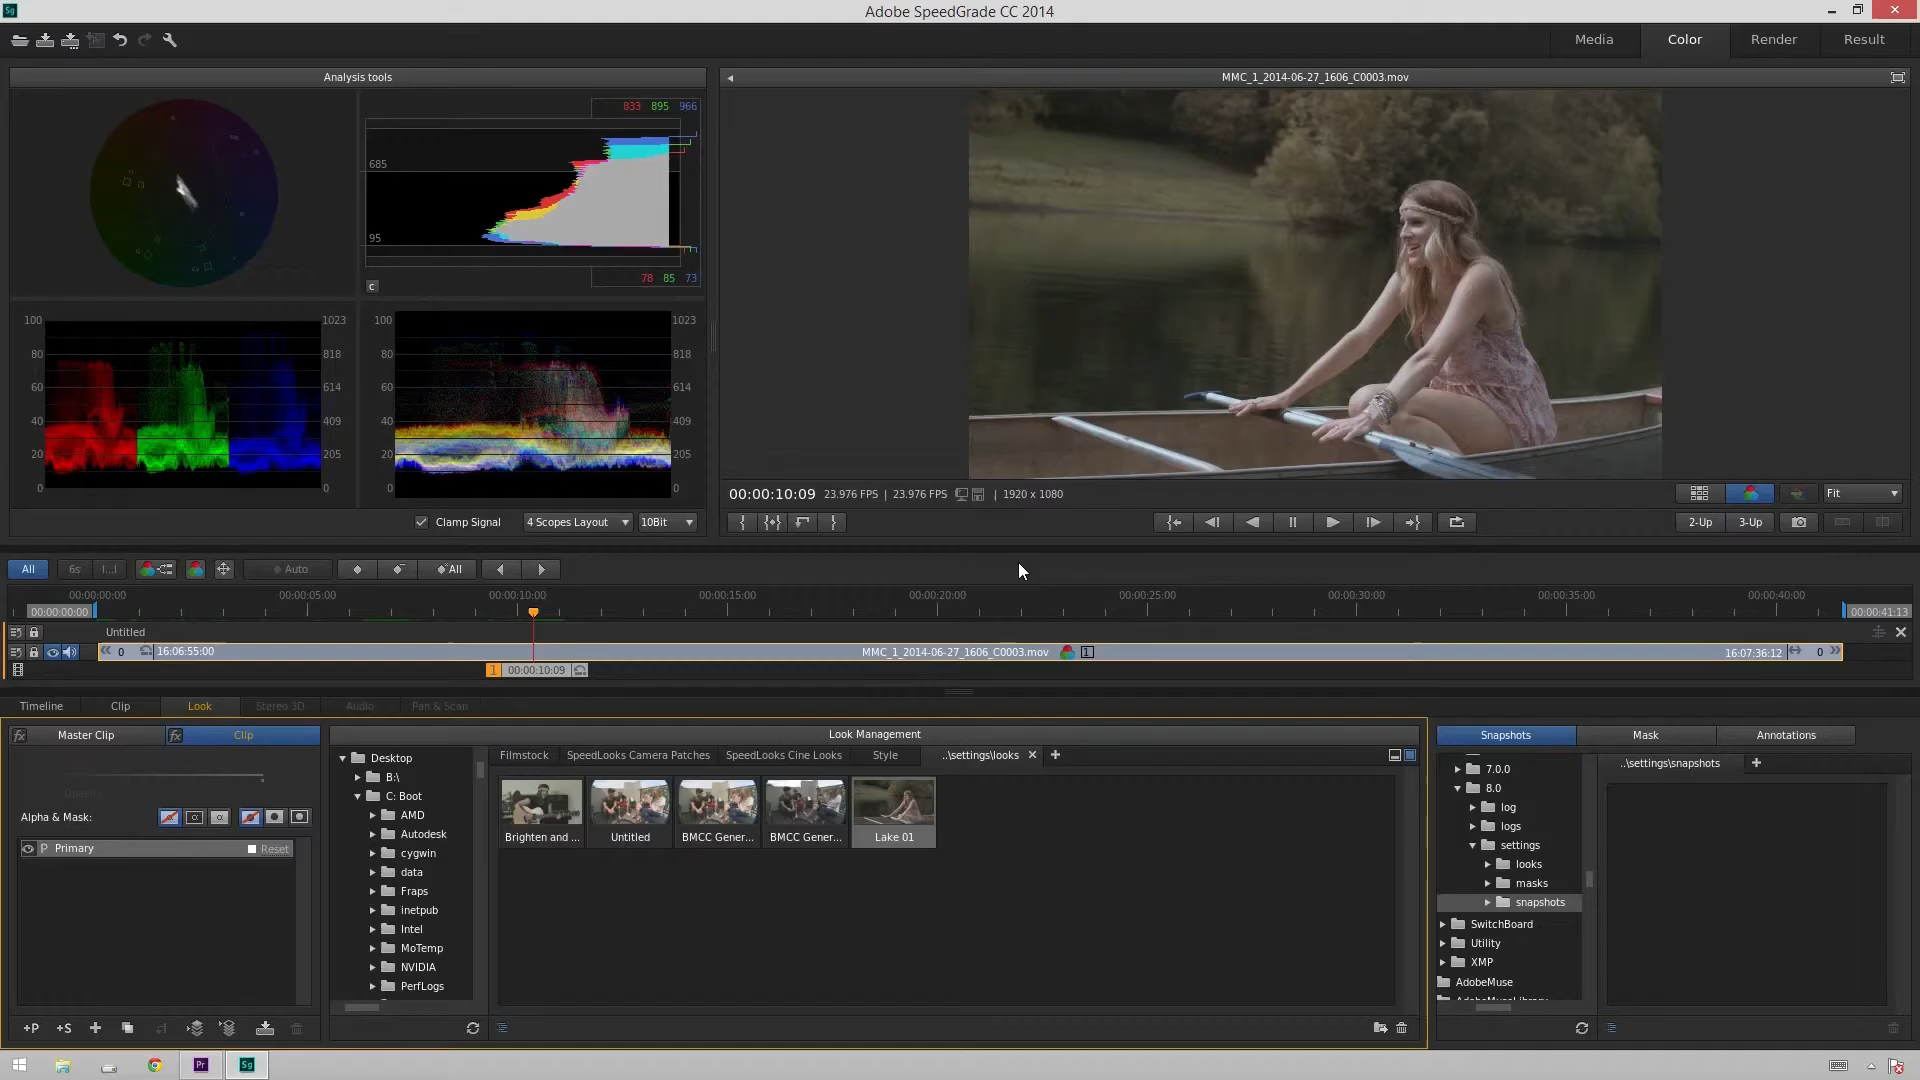 Sg
Adobe SpeedGrade CC 2014
Media
Color
Render
Result
Analysis tools
MMC_1_2014-06-27_1606_C0003.mov
833 895 966
685
95
78 85 73
c
100
80
60
40
20
0
1023
818
614
409
205
0
100
80
60
40
20
0
1023
818
614
409
205
0
Clamp Signal
4 Scopes Layout
10Bit
00:00:10:09 23.976 FPS | 23.976 FPS | 1920 x 1080
Fit
2-Up
3-Up
All
6s
I...I
Auto
All
00:00:00:00
00:00:05:00
00:00:10:00
00:00:15:00
00:00:20:00
00:00:25:00
00:00:30:00
00:00:35:00
00:00:40:00
00:00:00:00
00:00:41:13
Untitled
0
16:06:55:00
MMC_1_2014-06-27_1606_C0003.mov
1
16:07:36:12
0
1
00:00:10:09
Timeline
Clip
Look
Stereo 3D
Audio
Pan & Scan
fx
Master Clip
fx
Clip
Opacity
Alpha & Mask:
P Primary
Reset
+P
+S
Look Management
Desktop
B:\
C: Boot
AMD
Autodesk
cygwin
data
Fraps
inetpub
Intel
MoTemp
NVIDIA
PerfLogs
Filmstock
SpeedLooks Camera Patches
SpeedLooks Cine Looks
Style
..\settings\looks
Brighten and ...
Untitled
BMCC Gener...
BMCC Gener...
Lake 01
Snapshots
Mask
Annotations
7.0.0
8.0
log
logs
settings
looks
masks
snapshots
SwitchBoard
Utility
XMP
AdobeMuse
..\settings\snapshots
Pr
Sg